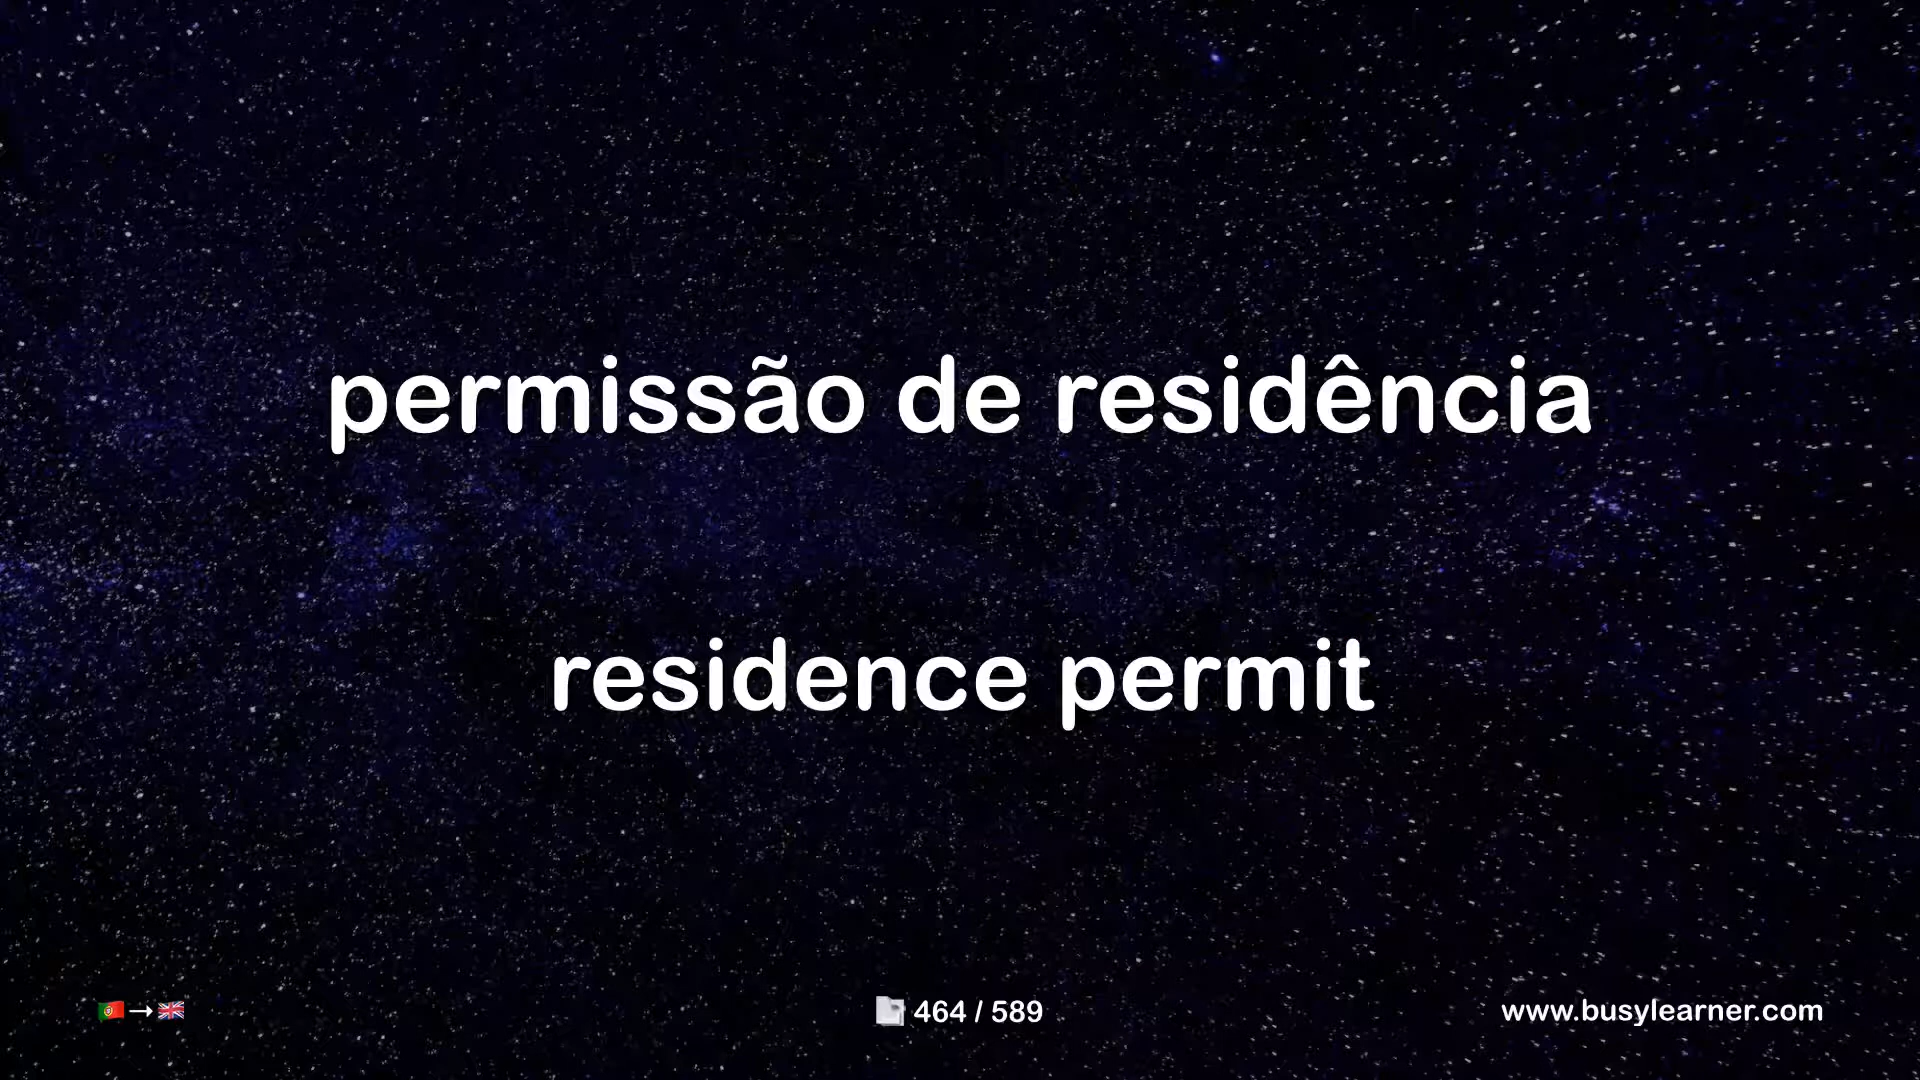 permissão de residência
residence permit
🇵🇹→🇬🇧
464 / 589
www.busylearner.com